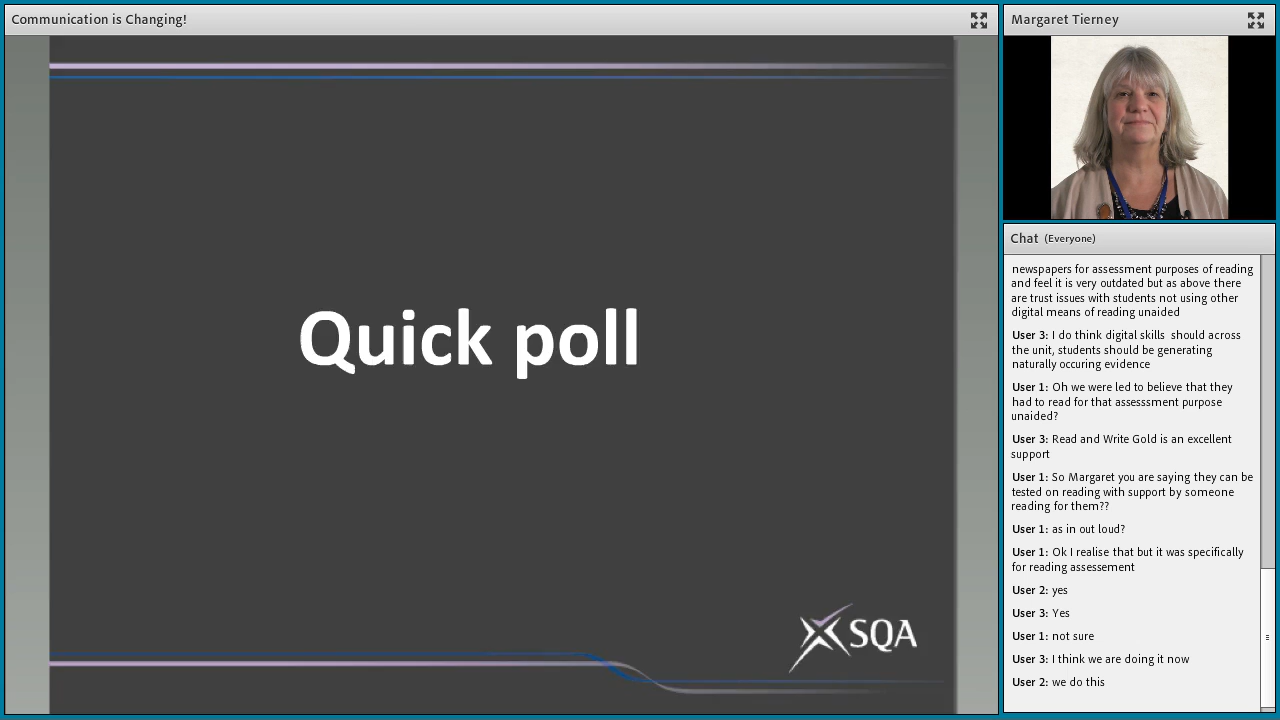 Communication is Changing!
Quick poll
SQA
Margaret Tierney
Chat (Everyone)
newspapers for assessment purposes of reading
and feel it is very outdated but as above there
are trust issues with students not using other
digital means of reading unaided
User 3: I do think digital skills should across
the unit, students should be generating
naturally occuring evidence
User 1: Oh we were led to believe that they
had to read for that assesssment purpose
unaided?
User 3: Read and Write Gold is an excellent
support
User 1: So Margaret you are saying they can be
tested on reading with support by someone
reading for them??
User 1: as in out loud?
User 1: Ok I realise that but it was specifically
for reading assessement
User 2: yes
User 3: Yes
User 1: not sure
User 3: I think we are doing it now
User 2: we do this